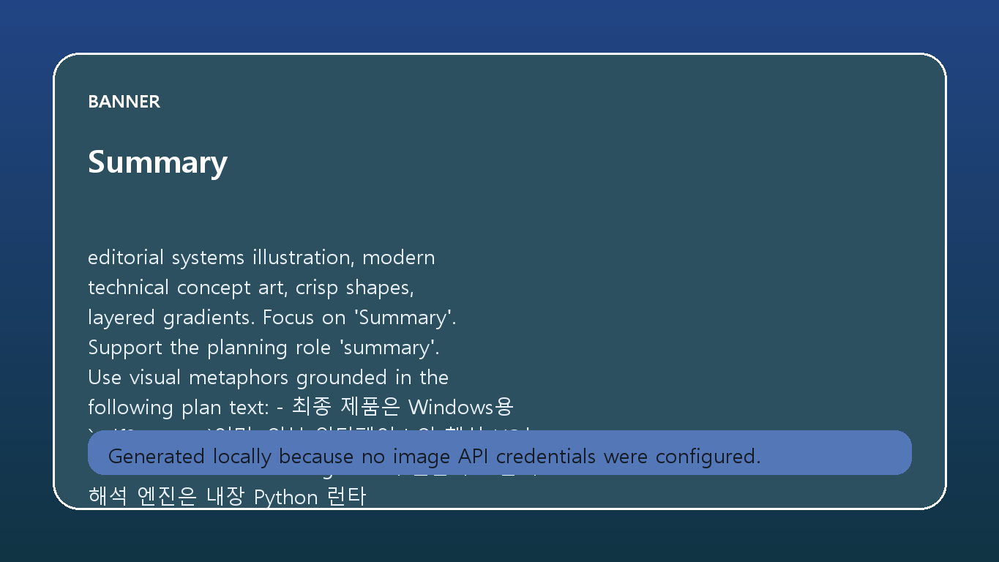 BANNER
Summary
editorial systems illustration, modern
technical concept art, crisp shapes,
layered gradients. Focus on 'Summary'.
Support the planning role 'summary'.
Use visual metaphors grounded in the
following plan text: - 최종 제품은 Windows용
Generated locally because no image API credentials were configured.
해석 엔진은 내장 Python 런타